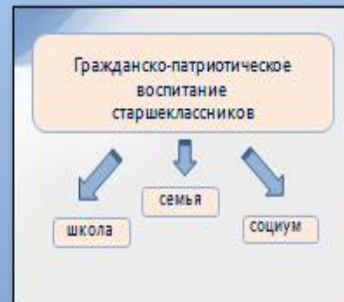 Гражданско-патриотическое
воспитание
старшеклассников
школа
семья
социум